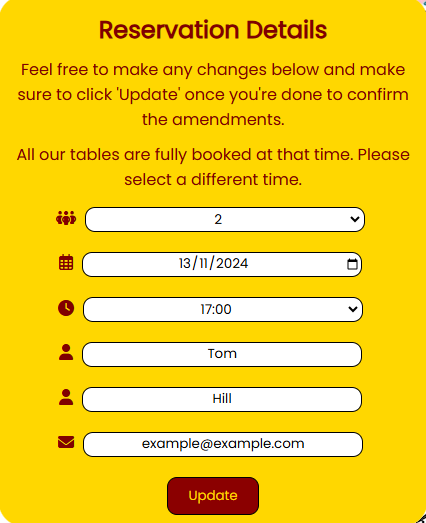 Reservation Details
Feel free to make any changes below and make
sure to click 'Update' once you're done to confirm
the amendments.
All our tables are fully booked at that time. Please
select a different time.
2
13/11/2024
17:00
Tom
Hill
example@example.com
Update